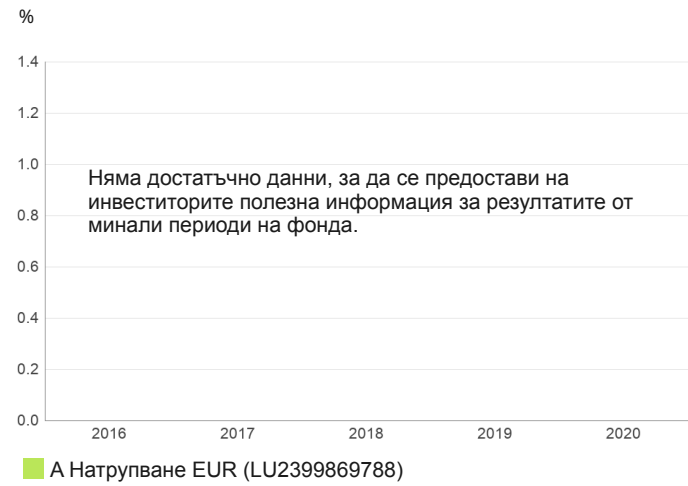 %
1.4
1.2
1.0
Няма достатъчно данни, за да се предостави на
инвеститорите полезна информация за резултатите от
0.8
минали периоди на фонда.
0.6
0.4
0.2
0.0
2016 2017 2018 2019 2020
А Натрупване EUR (LU2399869788)